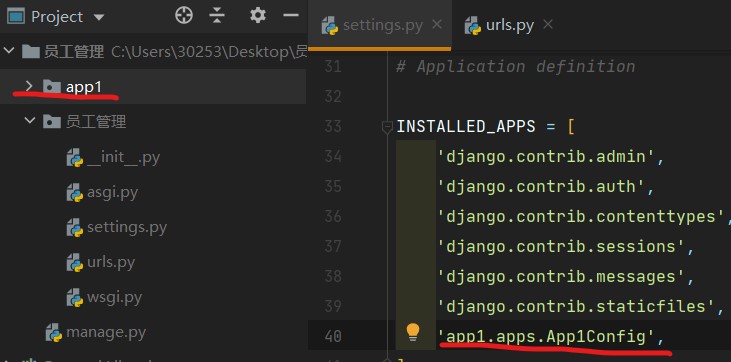 Project
员工管理 C:\Users\30253\Desktop\员
app1
员工管理
__init__.py
asgi.py
settings.py
urls.py
wsgi.py
manage.py
settings.py
urls.py
31 # Application definition
32
33 INSTALLED_APPS = [
34 'django.contrib.admin',
35 'django.contrib.auth',
36 'django.contrib.contenttypes',
37 'django.contrib.sessions',
38 'django.contrib.messages',
39 'django.contrib.staticfiles',
40 'app1.apps.App1Config',